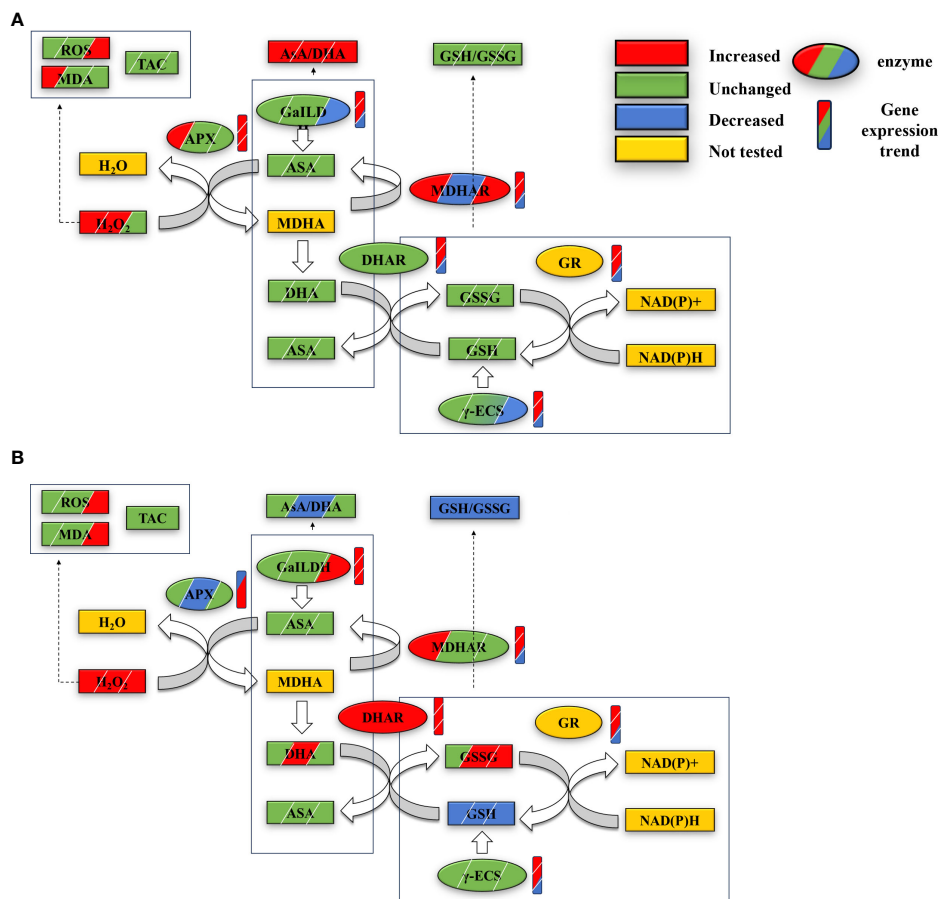 A
ROS
MDA
TAC
AsA/DHA
GSH/GSSG
Increased
Unchanged
Decreased
Not tested
enzyme
Gene
expression
trend
GaILD
H
APX
H₂O
ASA
MDHAR
H₂O₂
MDHA
DHAR
GR
DHA
GSSG
NAD(P)+
ASA
GSH
NAD(P)H
γ-ECS
B
ROS
MDA
TAC
AsA/DHA
GSH/GSSG
GaILDH
APX
H₂O
ASA
MDHAR
H₂O₂
MDHA
DHAR
GR
DHA
GSSG
NAD(P)+
ASA
GSH
NAD(P)H
γ-ECS